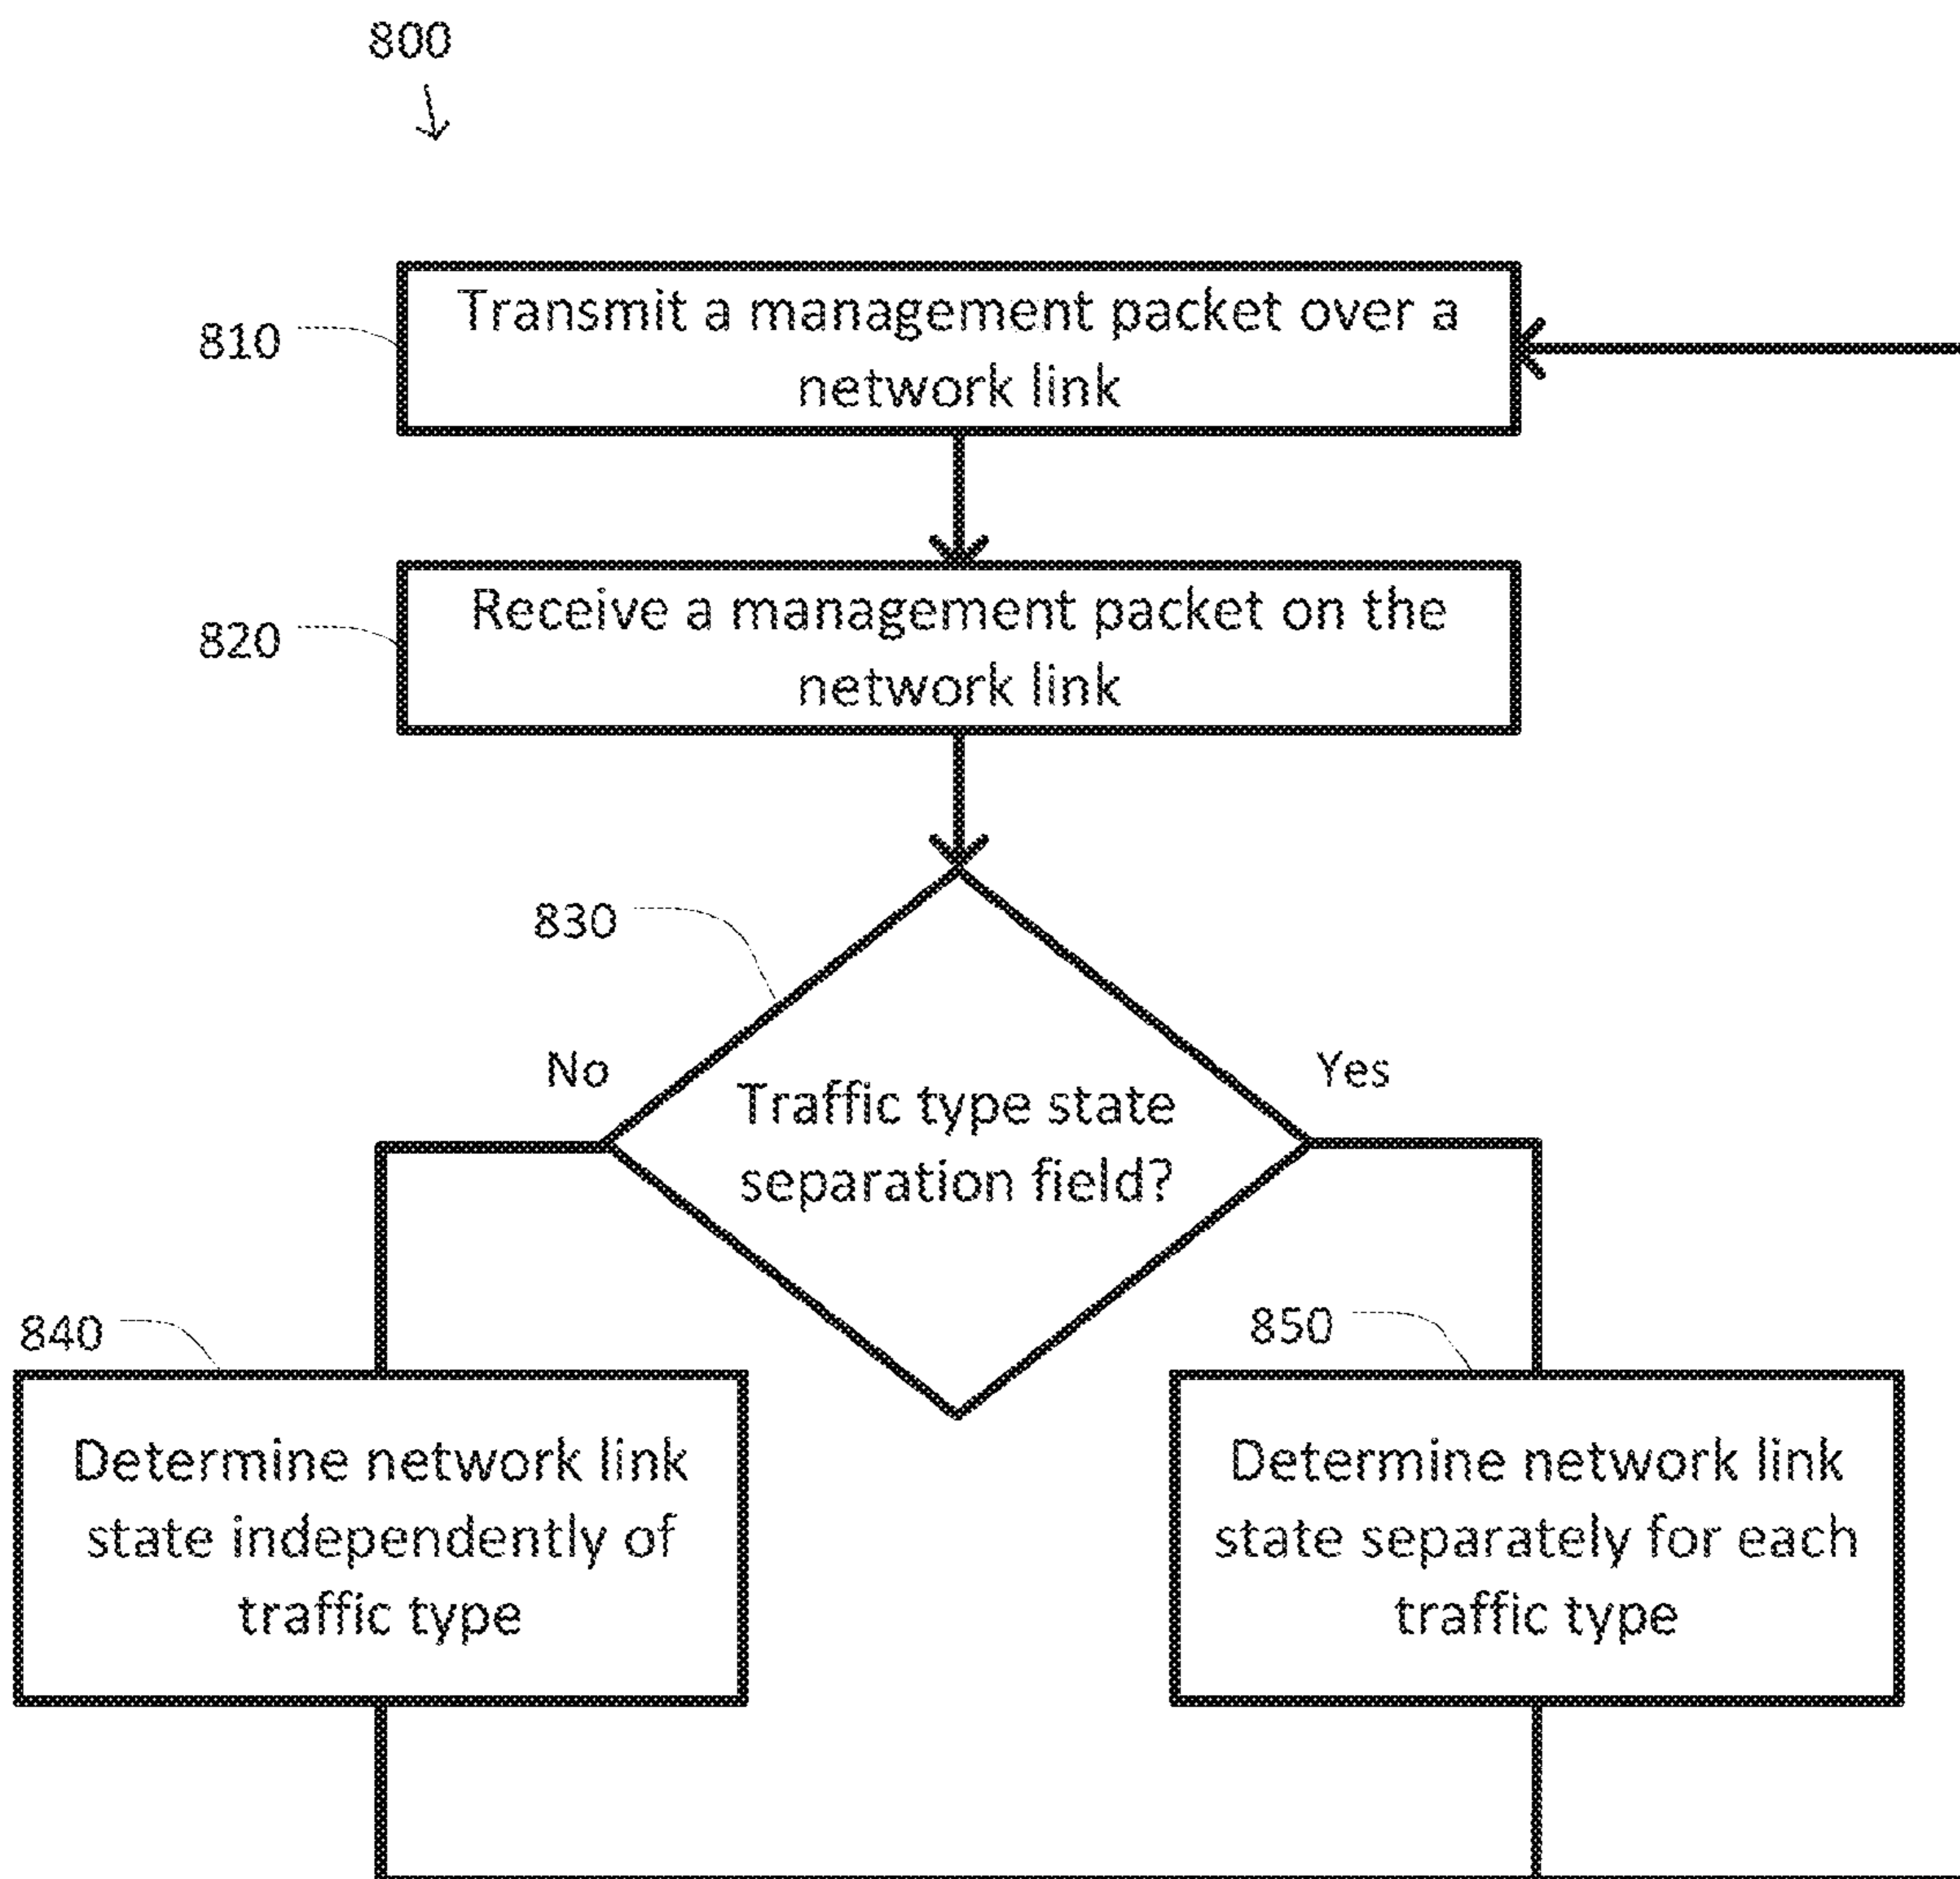 800
810
Transmit a management packet over a
network link
820
Receive a management packet on the
network link
830
No
Yes
Traffic type state
separation field?
840
850
Determine network link
state independently of
traffic type
Determine network link
state separately for each
traffic type